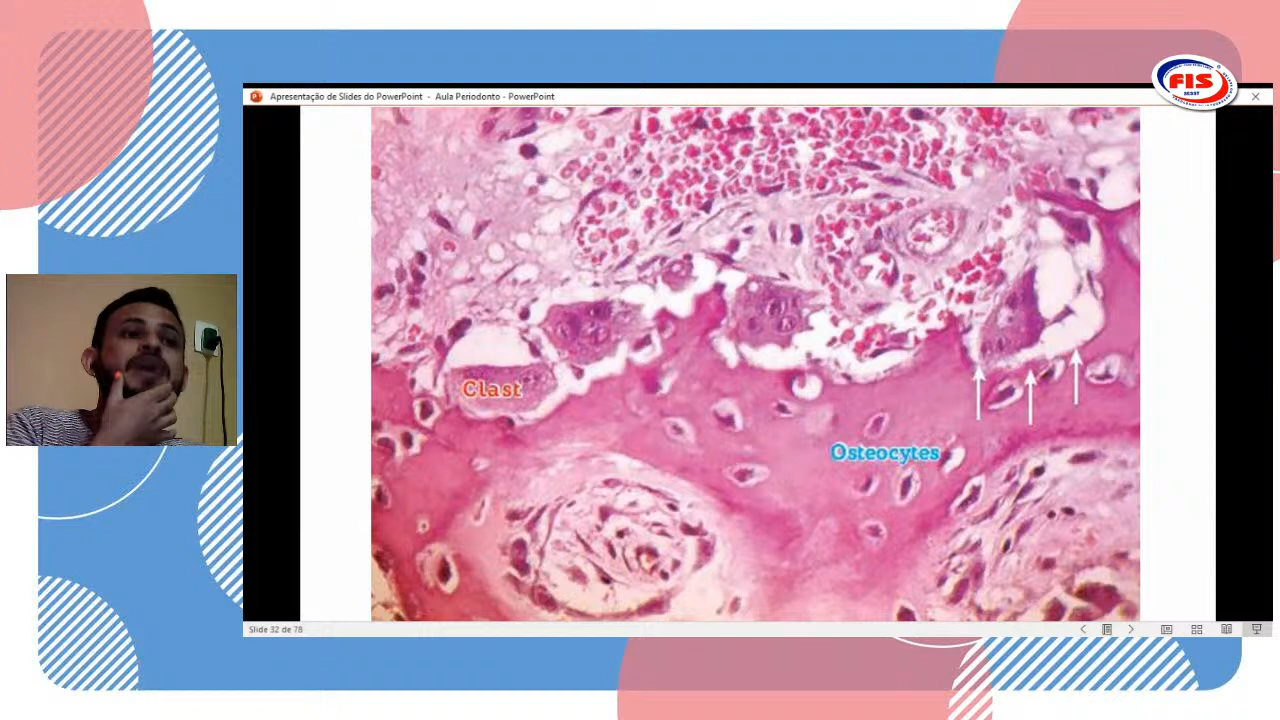 Apresentação de Slides do PowerPoint - Aula Periodonto - PowerPoint
FIS
Clast
Osteocytes
Slide 32 de 78